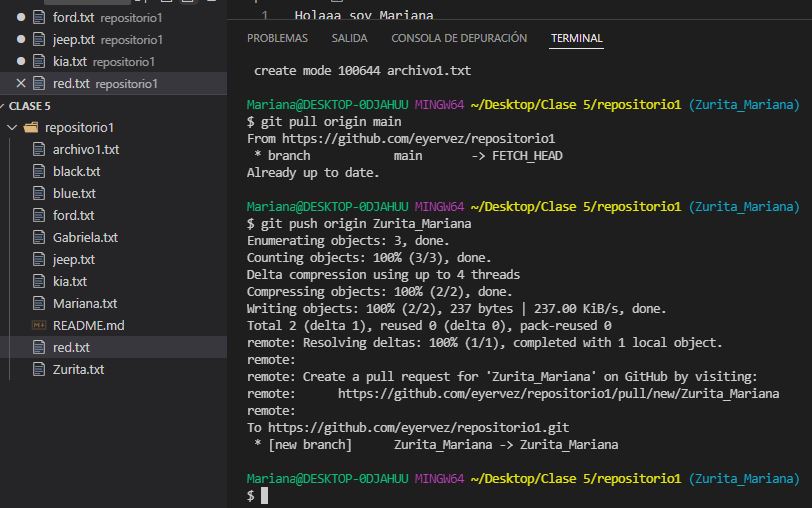 ford.txt repositorio1
jeep.txt repositorio1
kia.txt repositorio1
red.txt repositorio1
CLASE 5
repositorio1
archivo1.txt
black.txt
blue.txt
ford.txt
Gabriela.txt
jeep.txt
kia.txt
Mariana.txt
README.md
red.txt
Zurita.txt
1 Holaaa soy Mariana
PROBLEMAS SALIDA CONSOLA DE DEPURACIÓN TERMINAL
create mode 100644 archivo1.txt
Mariana@DESKTOP-0DJAHUU MINGW64 ~/Desktop/Clase 5/repositorio1 (Zurita_Mariana)
$ git pull origin main
From https://github.com/eyervez/repositorio1
* branch main -> FETCH_HEAD
Already up to date.
Mariana@DESKTOP-0DJAHUU MINGW64 ~/Desktop/Clase 5/repositorio1 (Zurita_Mariana)
$ git push origin Zurita_Mariana
Enumerating objects: 3, done.
Counting objects: 100% (3/3), done.
Delta compression using up to 4 threads
Compressing objects: 100% (2/2), done.
Writing objects: 100% (2/2), 237 bytes | 237.00 KiB/s, done.
Total 2 (delta 1), reused 0 (delta 0), pack-reused 0
remote: Resolving deltas: 100% (1/1), completed with 1 local object.
remote:
remote: Create a pull request for 'Zurita_Mariana' on GitHub by visiting:
remote: https://github.com/eyervez/repositorio1/pull/new/Zurita_Mariana
remote:
To https://github.com/eyervez/repositorio1.git
* [new branch] Zurita_Mariana -> Zurita_Mariana
Mariana@DESKTOP-0DJAHUU MINGW64 ~/Desktop/Clase 5/repositorio1 (Zurita_Mariana)
$